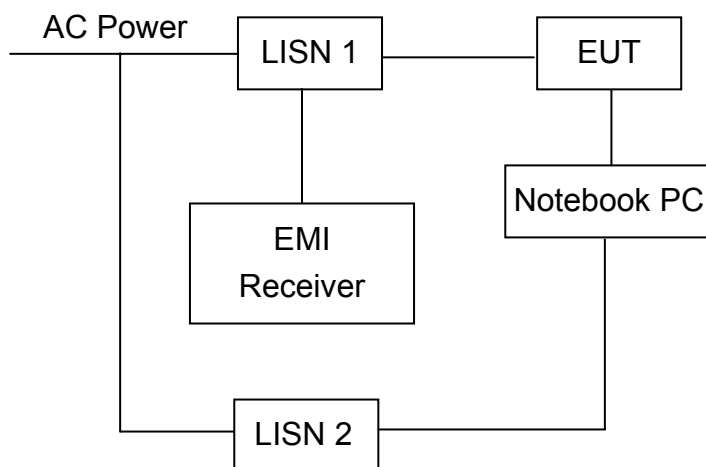 AC Power
LISN 1
EUT
Notebook PC
EMI
Receiver
LISN 2